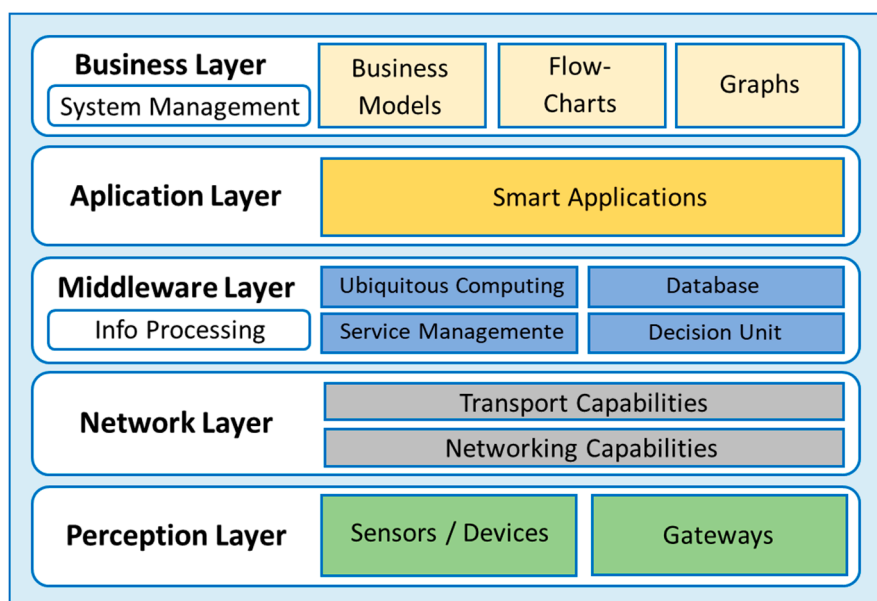 Business Layer
System Management
Business
Models
Flow-
Charts
Graphs
Aplication Layer
Smart Applications
Middleware Layer
Info Processing
Ubiquitous Computing
Database
Service Managemente
Decision Unit
Network Layer
Transport Capabilities
Networking Capabilities
Perception Layer
Sensors / Devices
Gateways